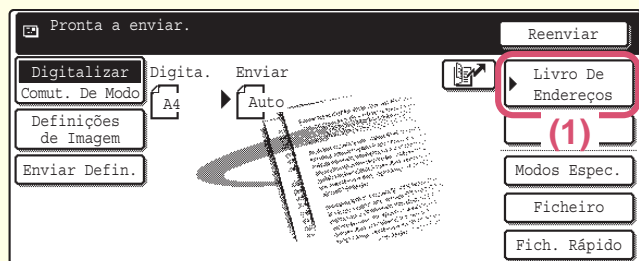 Pronta a enviar.
Reenviar
Digitalizar
Comut. De Modo
Digita.
Enviar
A4
Auto
Livro De
Endereços
(1)
Definições
de Imagem
Enviar Defin.
Modos Espec.
Ficheiro
Fich. Rápido